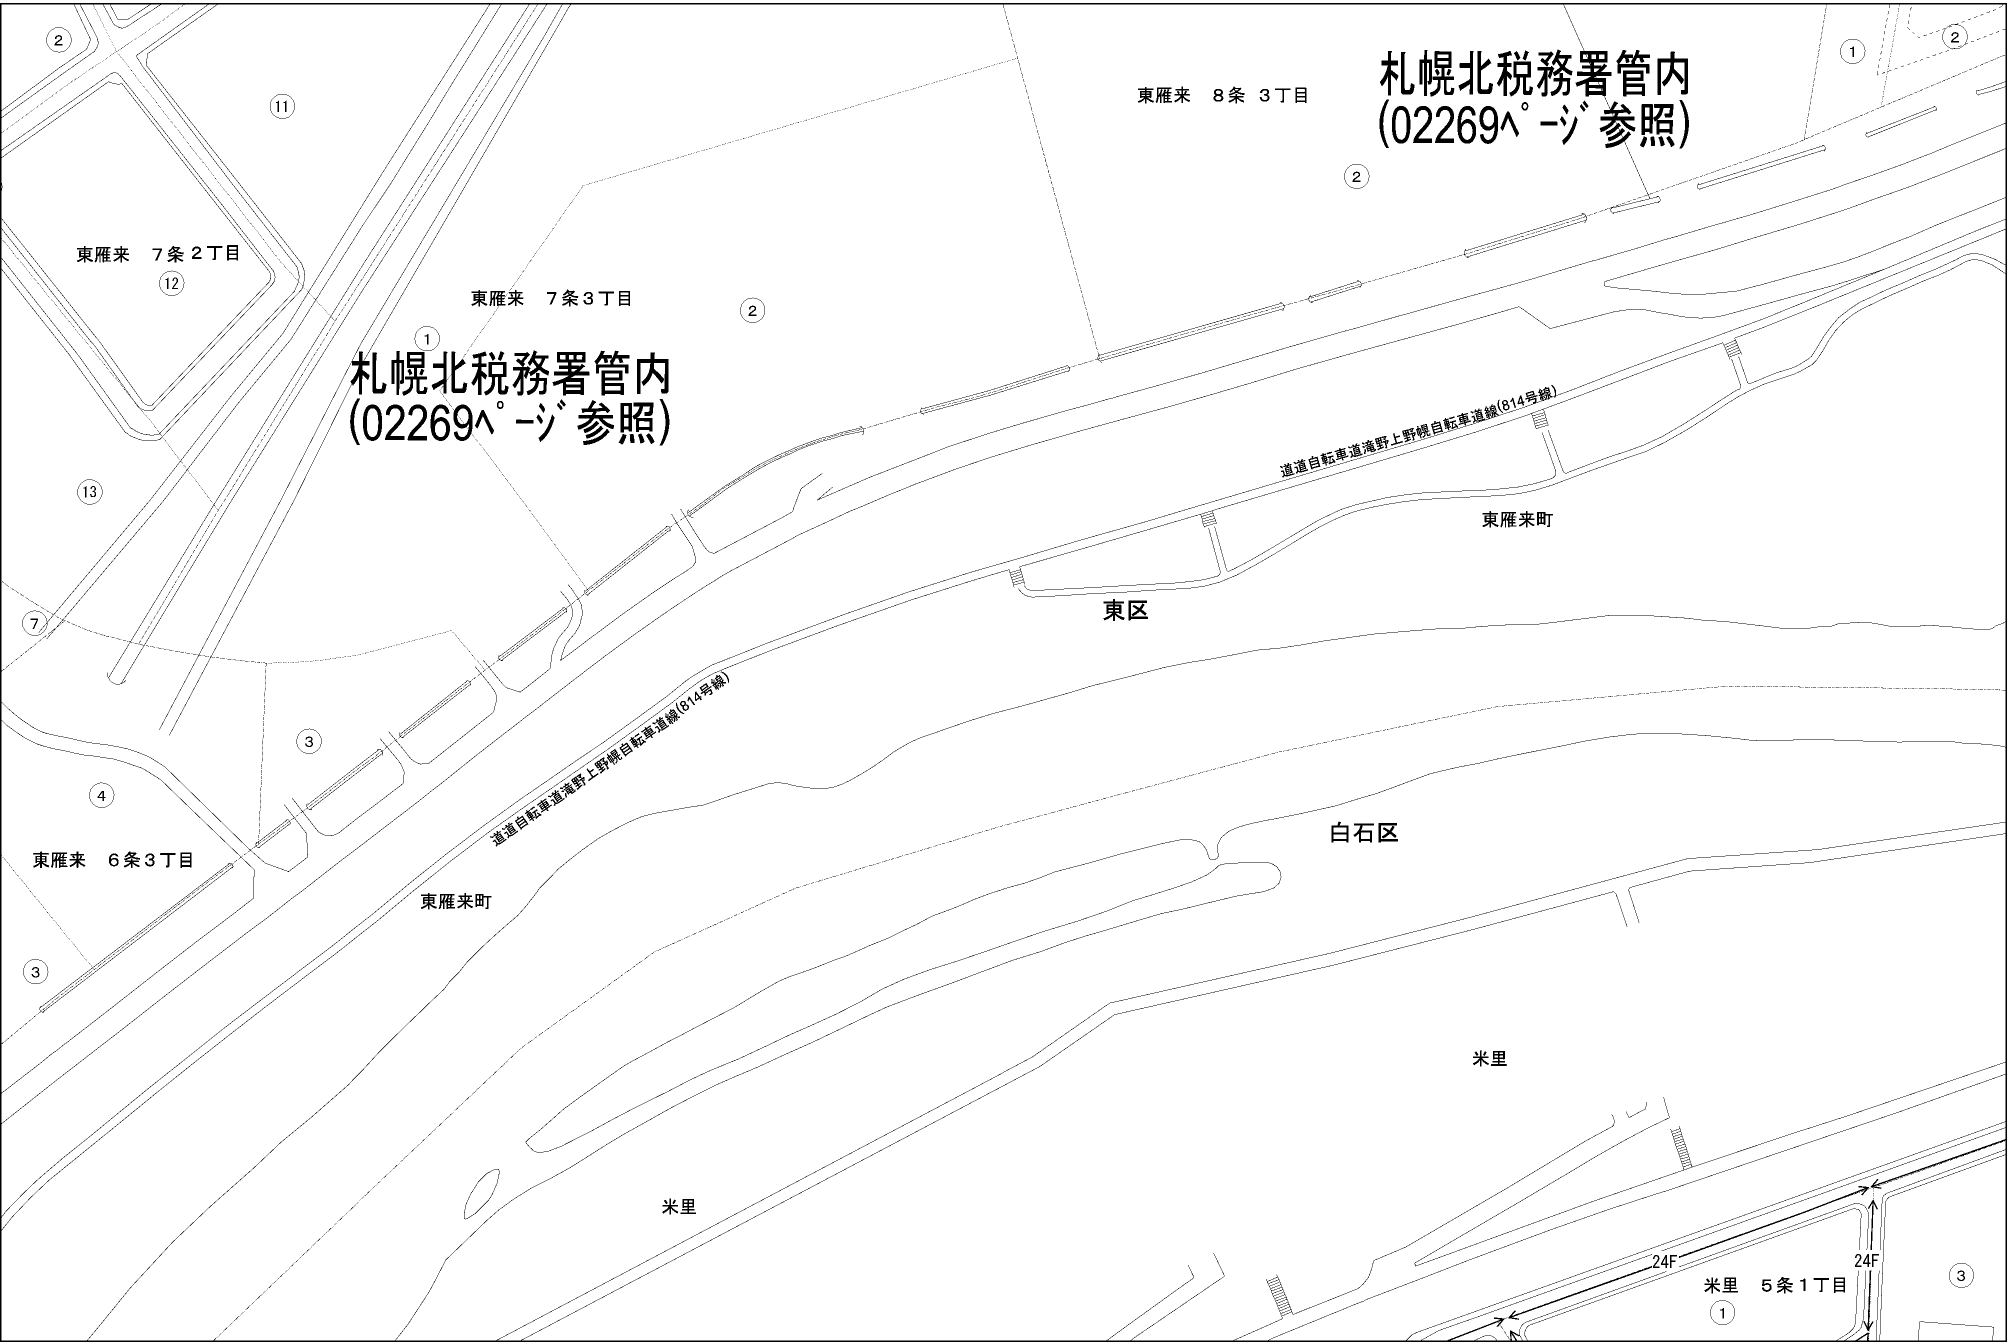 2
11
東雁来　8条 3丁目
札幌北税務署管内
(02269ﾍﾟｰｼﾞ参照)
1
2
2
東雁来　7条2丁目
12
東雁来　7条3丁目
1
2
札幌北税務署管内
(02269ﾍﾟｰｼﾞ参照)
道道自転車道滝野上野幌自転車道線(814号線)
13
東雁来町
7
東区
道道自転車道滝野上野幌自転車道線(814号線)
3
4
白石区
東雁来　6条3丁目
東雁来町
3
米里
米里
24F
24F
米里　5条1丁目
3
1